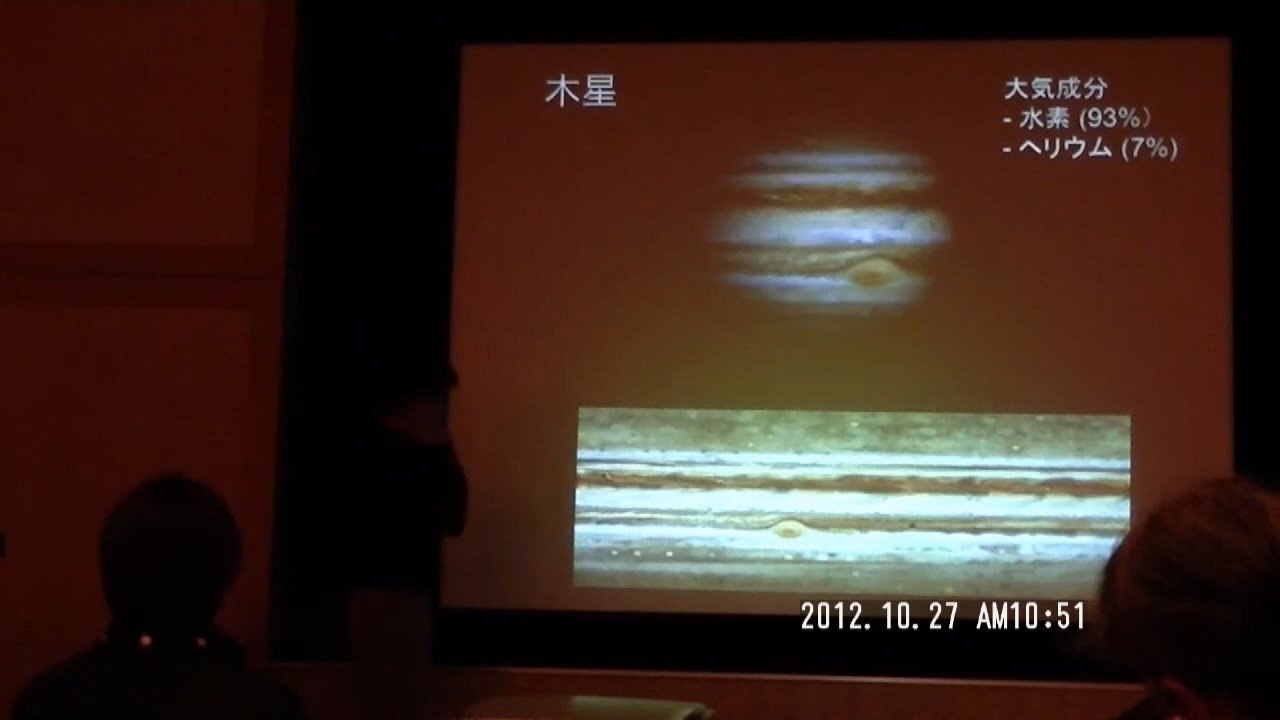 木星
大気成分
- 水素 (93%)
- ヘリウム (7%)
2012.10.27 AM10:51